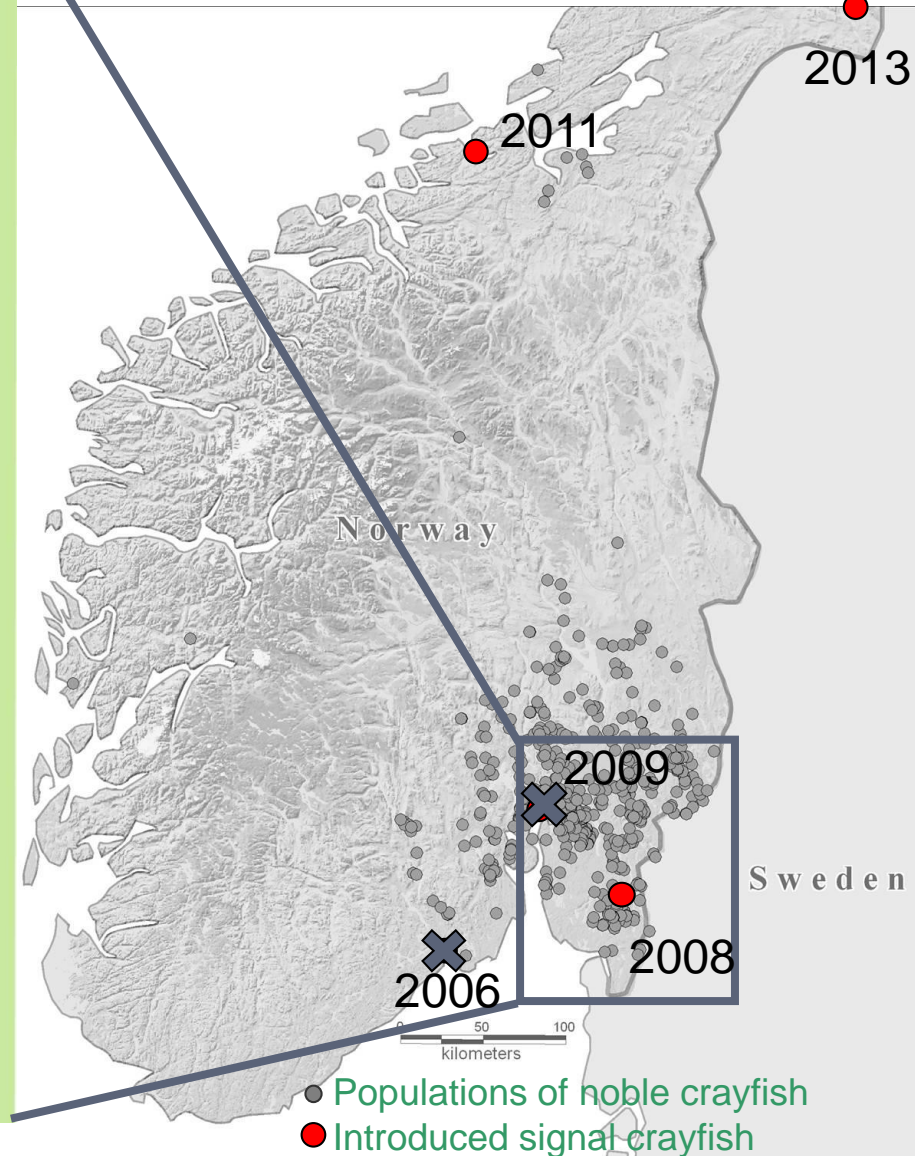 2013
2011
Norway
2009
Sweden
2008
2006
0 50 100
kilometers
Populations of noble crayfish
Introduced signal crayfish